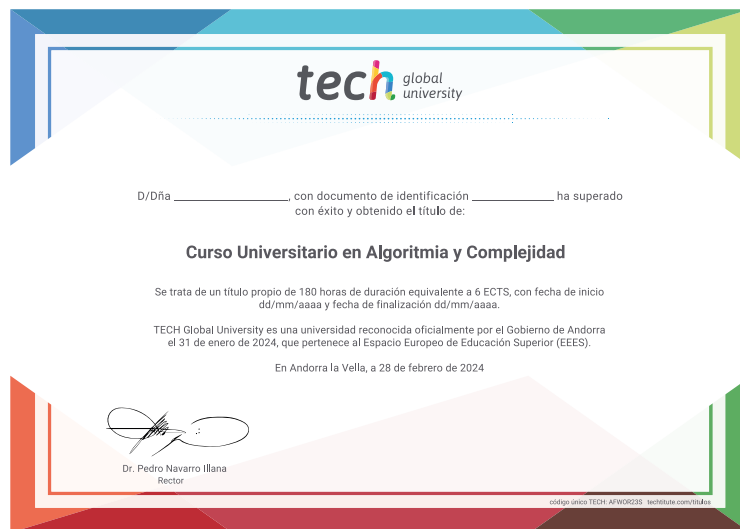 tech global
university
D/Dña ________________, con documento de identificación ____________ ha superado
con éxito y obtenido el título de:
Curso Universitario en Algoritmia y Complejidad
Se trata de un título propio de 180 horas de duración equivalente a 6 ECTS, con fecha de inicio
dd/mm/aaaa y fecha de finalización dd/mm/aaaa.
TECH Global University es una universidad reconocida oficialmente por el Gobierno de Andorra
el 31 de enero de 2024, que pertenece al Espacio Europeo de Educación Superior (EEES).
En Andorra la Vella, a 28 de febrero de 2024
Dr. Pedro Navarro Illana
Rector
código único TECH: AFWOR23S techtitute.com/titulos